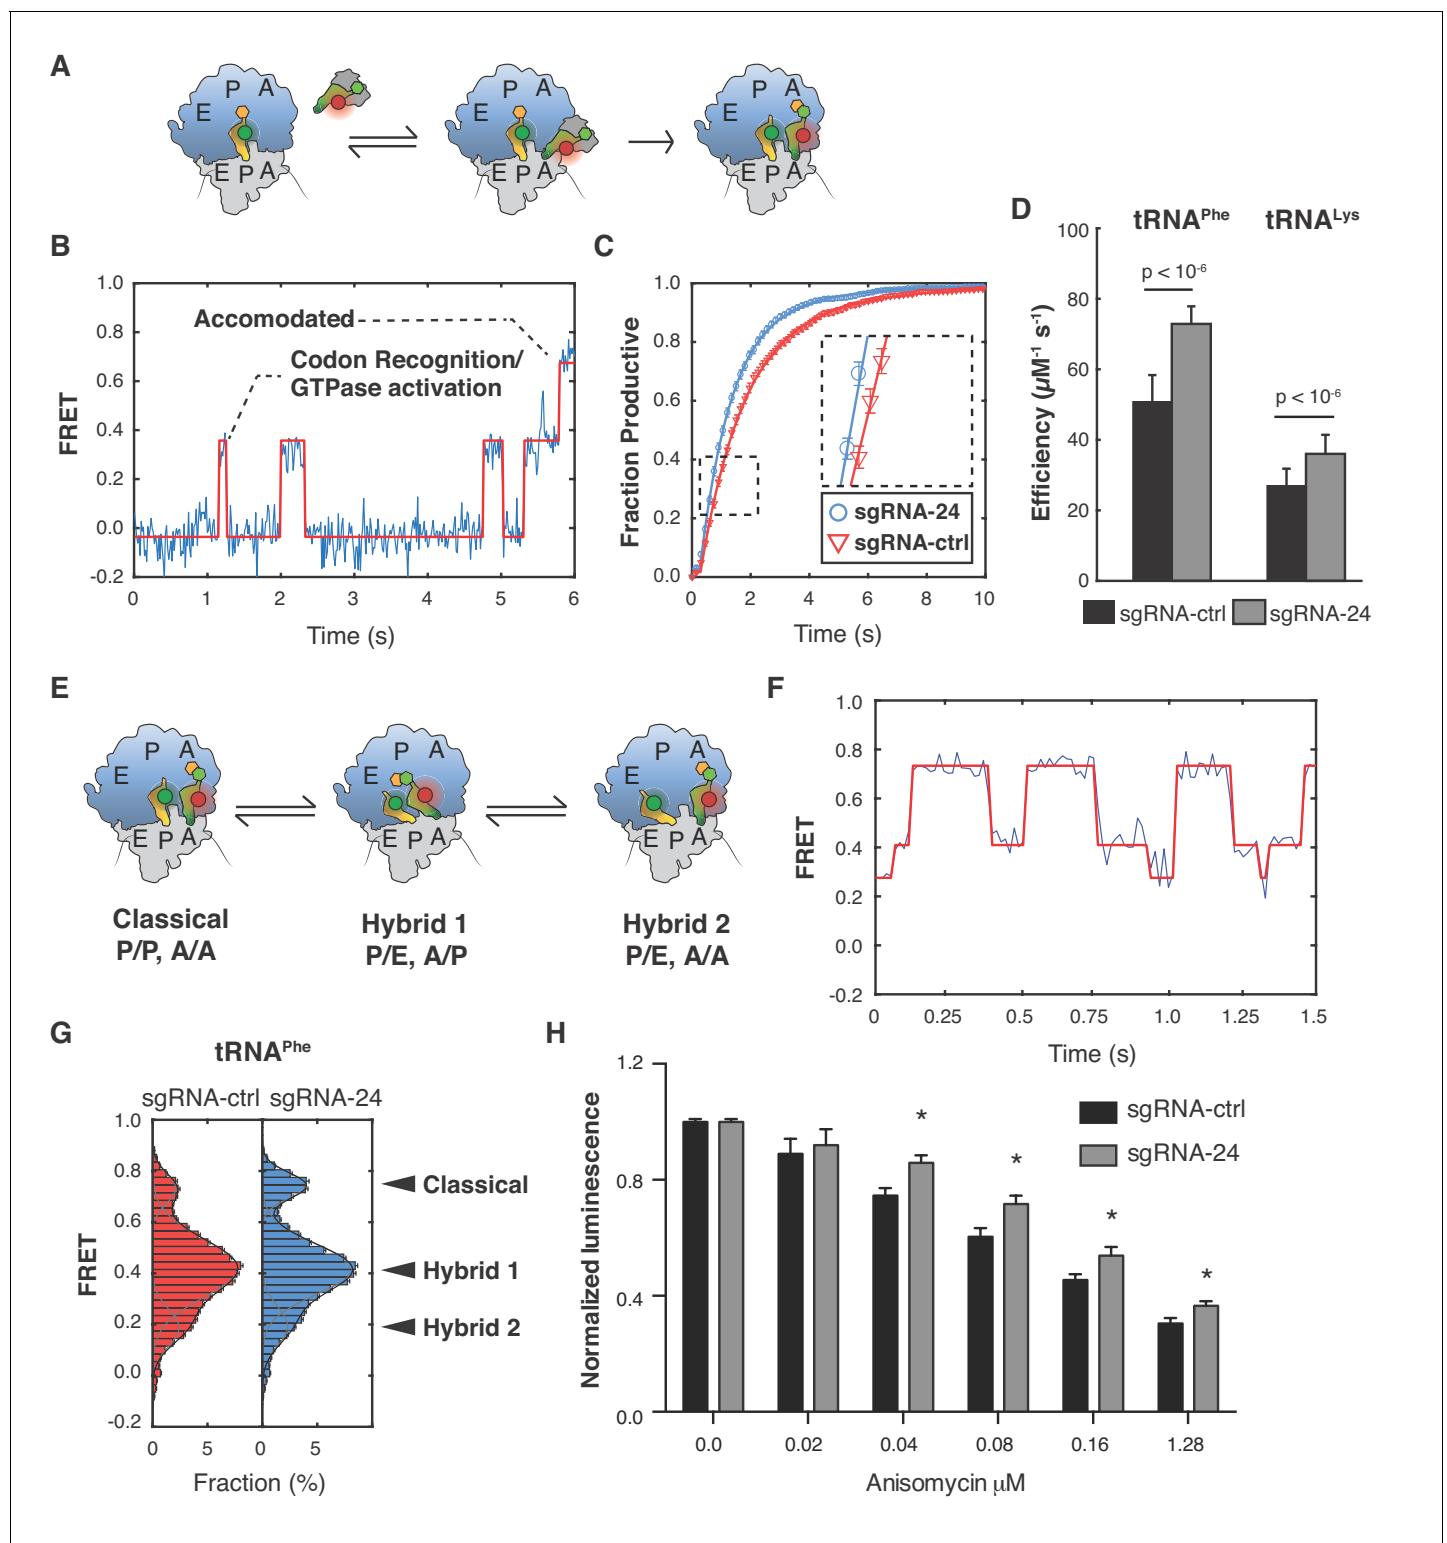 A
P A
E
E P A
P A
E
E P A
P A
E
E P A
B
FRET
1.0
0.8
0.6
0.4
0.2
0.0
-0.2
Accomodated
Codon Recognition/
GTPase activation
0 1 2 3 4 5 6
Time (s)
C
Fraction Productive
1.0
0.8
0.6
0.4
0.2
0.0
sgRNA-24
sgRNA-ctrl
0 2 4 6 8 10
Time (s)
D
tRNAPhe tRNALys
Efficiency (µM-1 s-1)
100
80
60
40
20
0
p < 10-6
p < 10-6
sgRNA-ctrl sgRNA-24
E
P A
E
E P A
P A
E
E P A
P A
E
E P A
Classical
P/P, A/A
Hybrid 1
P/E, A/P
Hybrid 2
P/E, A/A
F
FRET
1.0
0.8
0.6
0.4
0.2
0.0
-0.2
0 0.25 0.5 0.75 1.0 1.25 1.5
Time (s)
G
tRNAPhe
sgRNA-ctrl sgRNA-24
FRET
1.0
0.8
0.6
0.4
0.2
0.0
-0.2
Classical
Hybrid 1
Hybrid 2
0 5 0 5
Fraction (%)
H
Normalized luminescence
1.2
0.8
0.4
0.0
sgRNA-ctrl
sgRNA-24
* * * *
0.0 0.02 0.04 0.08 0.16 1.28
Anisomycin µM